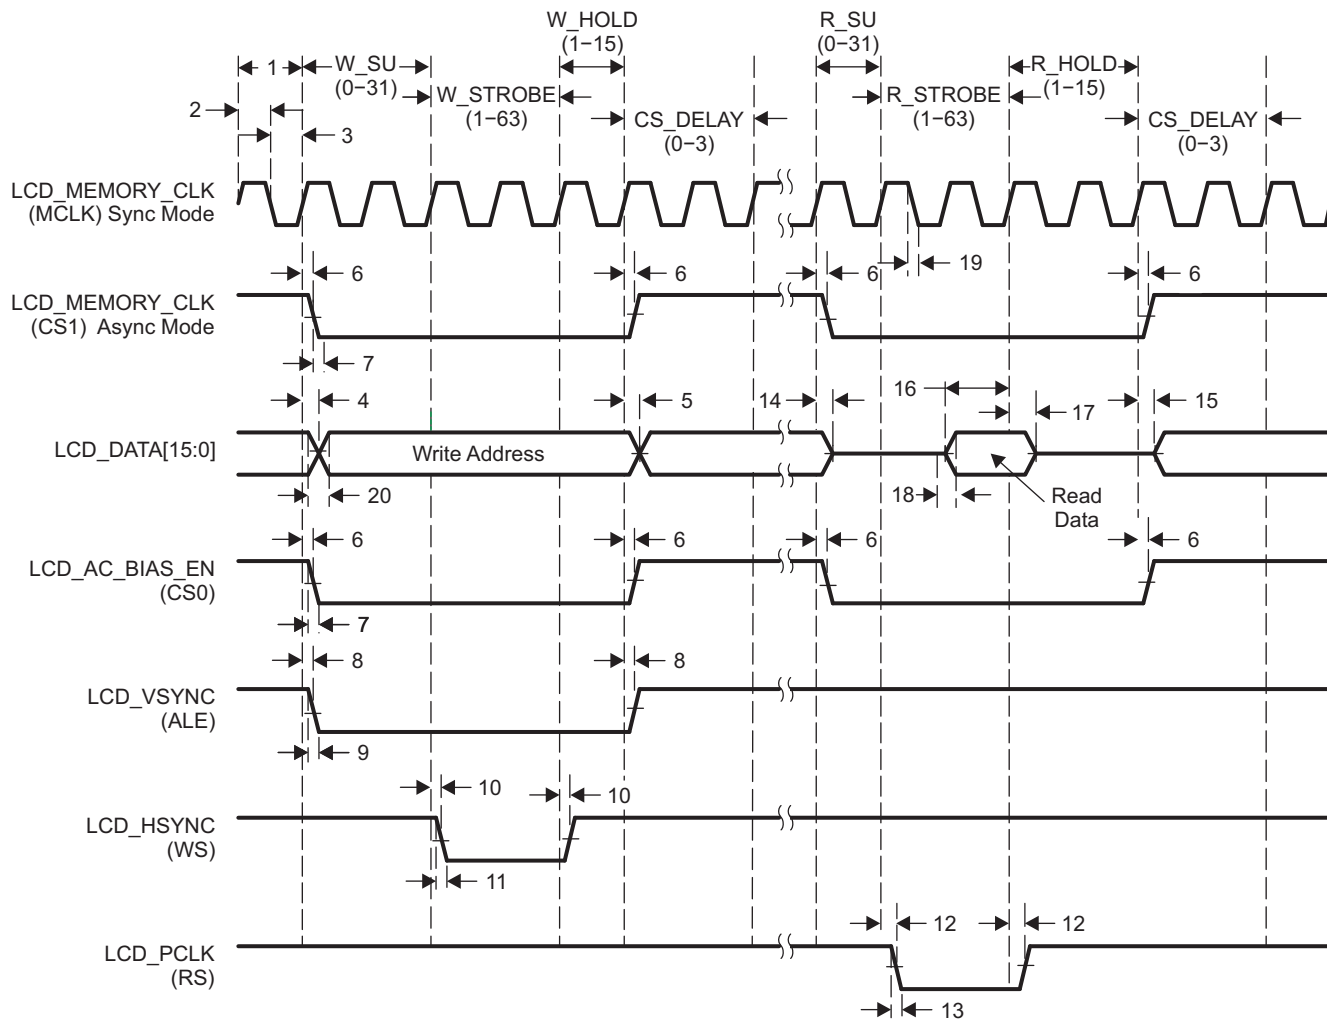 W_HOLD
(1−15)
R_SU
(0−31)
1
W_SU
(0−31)
R_HOLD
(1−15)
2
W_STROBE
(1−63)
R_STROBE
(1−63)
3
CS_DELAY
(0−3)
CS_DELAY
(0−3)
LCD_MEMORY_CLK
(MCLK) Sync Mode
6
6
6
19
6
LCD_MEMORY_CLK
(CS1) Async Mode
7
4
5
14
16
17
15
LCD_DATA[15:0]
Write Address
20
18
Read
Data
6
6
6
6
LCD_AC_BIAS_EN
(CS0)
7
8
8
LCD_VSYNC
(ALE)
9
10
10
LCD_HSYNC
(WS)
11
12
12
LCD_PCLK
(RS)
13